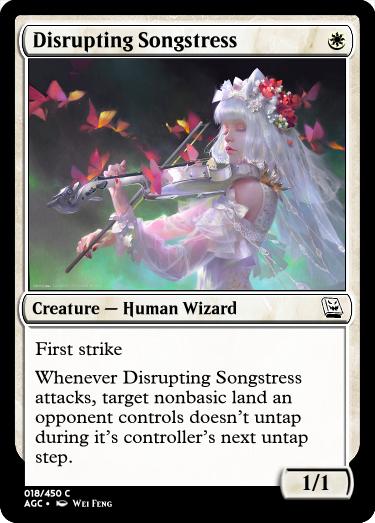 Disrupting Songstress
Creature — Human Wizard
First strike
Whenever Disrupting Songstress
attacks, target nonbasic land an
opponent controls doesn't untap
during it's controller's next untap
step.
1/1
018/450 C
AGC • Wei Feng